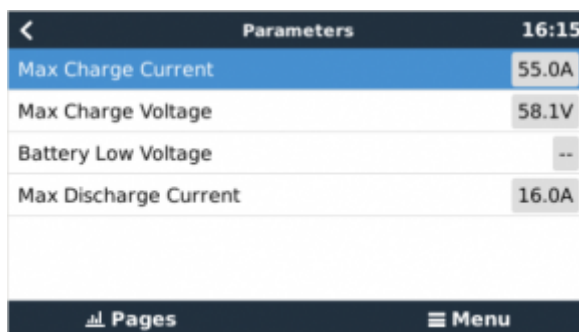 Parameters 16:15
Max Charge Current 55.0A
Max Charge Voltage 58.1V
Battery Low Voltage --
Max Discharge Current 16.0A
Pages Menu